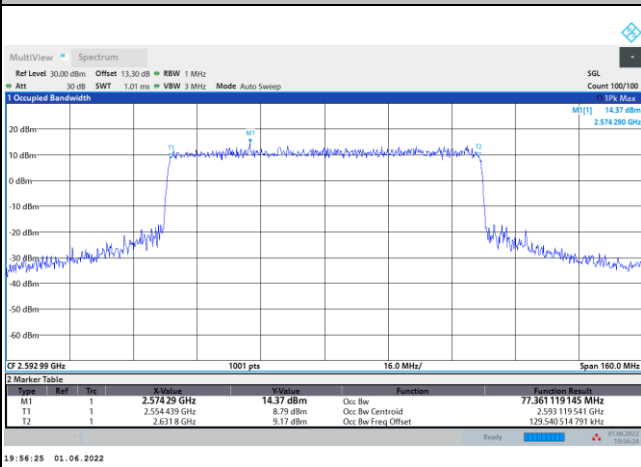 MultiView Spectrum
Ref Level 30.00 dBm Offset 13.30 dB RBW 1 MHz SGL
Att 30 dB SWT 1.01 ms VBW 3 MHz Mode Auto Sweep Count 100/100
1 Occupied Bandwidth 1Pk Max
M1[1] 14.37 dBm
2.574 290 GHz
20 dBm
M1
T1
T2
10 dBm
0 dBm
-10 dBm
-20 dBm
-30 dBm
-40 dBm
-50 dBm
-60 dBm
CF 2.592 99 GHz 1001 pts 16.0 MHz/ Span 160.0 MHz
2 Marker Table
Type Ref Trc X-Value Y-Value Function Function Result
M1 1 2.574 29 GHz 14.37 dBm Occ Bw 77.361 119 145 MHz
T1 1 2.554 439 GHz 8.79 dBm Occ Bw Centroid 2.593 119 541 GHz
T2 1 2.631 8 GHz 9.17 dBm Occ Bw Freq Offset 129.540 514 791 kHz
Ready 01.06.2022
19:56:24
19:56:25 01.06.2022